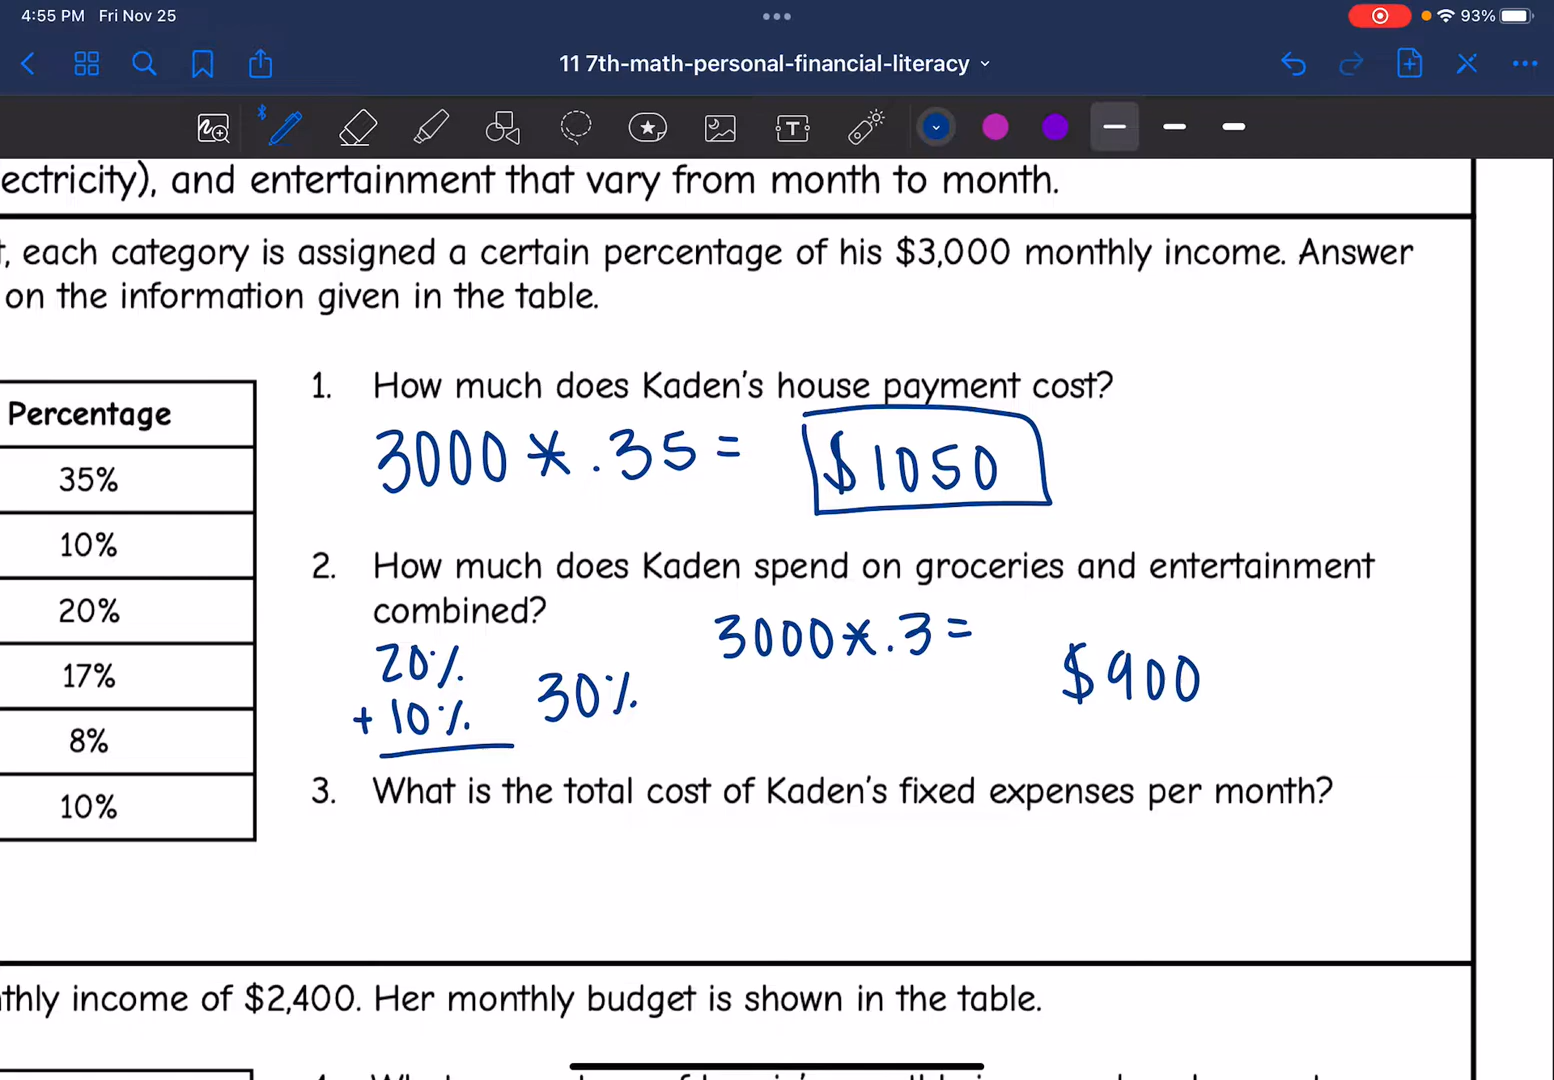 4:55 PM Fri Nov 25
93%
11 7th-math-personal-financial-literacy
T
ectricity), and entertainment that vary from month to month.
, each category is assigned a certain percentage of his $3,000 monthly income. Answer
on the information given in the table.
Percentage
35%
10%
20%
17%
8%
10%
1. How much does Kaden's house payment cost?
3000 * .35 = $1050
2. How much does Kaden spend on groceries and entertainment
combined?
3000 * .3 =
20%
+ 10%
30%
$900
3. What is the total cost of Kaden's fixed expenses per month?
thly income of $2,400. Her monthly budget is shown in the table.